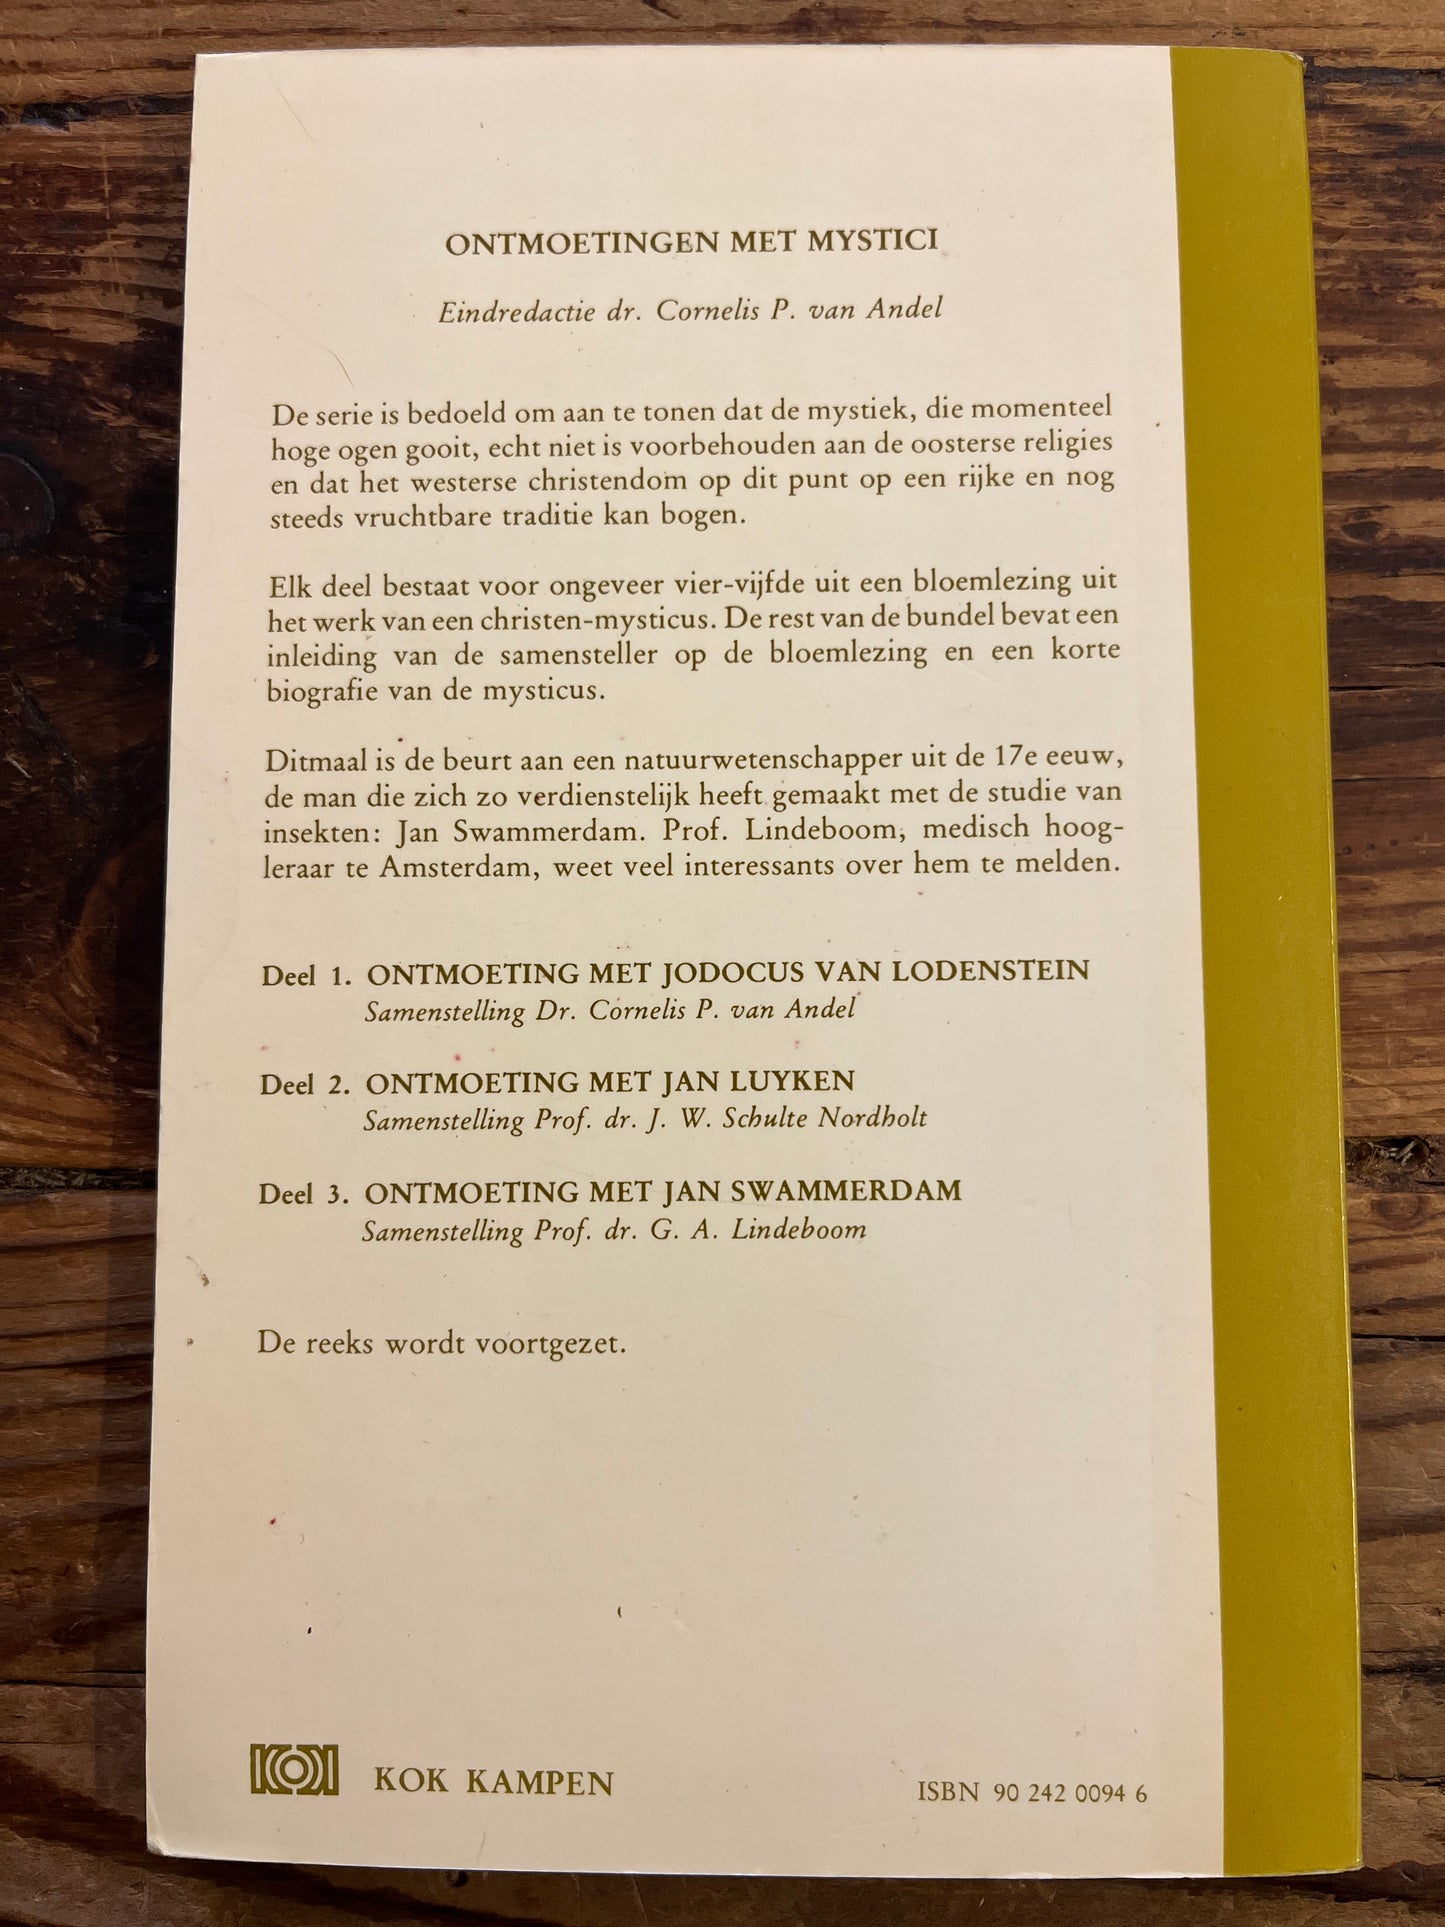 ONTMOETINGEN MET MYSTICI
Eindredactie dr. Cornelis P. van Andel
De serie is bedoeld om aan te tonen dat de mystiek, die momenteel
hoge ogen gooit, echt niet is voorbehouden aan de oosterse religies
en dat het westerse christendom op dit punt op een rijke en nog
steeds vruchtbare traditie kan bogen.
Elk deel bestaat voor ongeveer vier-vijfde uit een bloemlezing uit
het werk van een christen-mysticus. De rest van de bundel bevat een
inleiding van de samensteller op de bloemlezing en een korte
biografie van de mysticus.
Ditmaal is de beurt aan een natuurwetenschapper uit de 17e eeuw,
de man die zich zo verdienstelijk heeft gemaakt met de studie van
insekten: Jan Swammerdam. Prof. Lindeboom, medisch hoog-
leraar te Amsterdam, weet veel interessants over hem te melden.
Deel 1. ONTMOETING MET JODOCUS VAN LODENSTEIN
Samenstelling Dr. Cornelis P. van Andel
Deel 2. ONTMOETING MET JAN LUYKEN
Samenstelling Prof. dr. J. W. Schulte Nordholt
Deel 3. ONTMOETING MET JAN SWAMMERDAM
Samenstelling Prof. dr. G. A. Lindeboom
De reeks wordt voortgezet.
KOK KOK KAMPEN
ISBN 90 242 0094 6